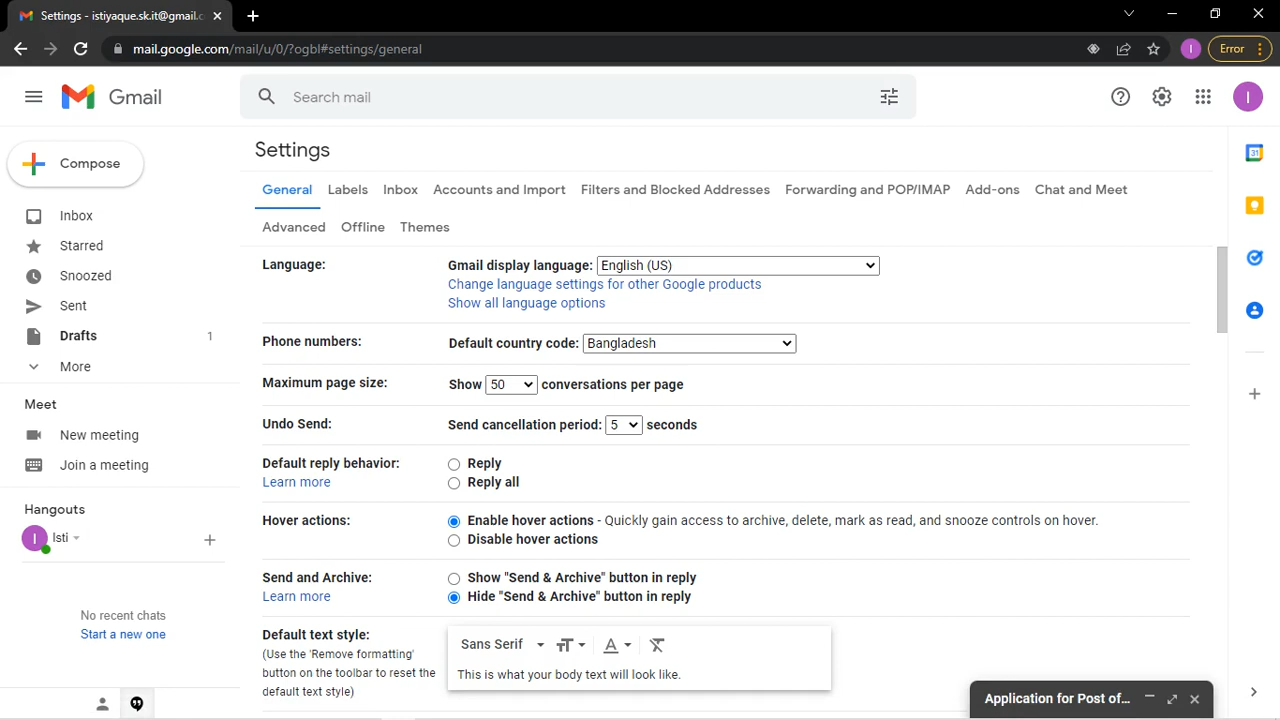 Settings - istiyaque.sk.it@gmail.c
mail.google.com/mail/u/0/?ogbl#settings/general
I
Error
Gmail
Search mail
I
Compose
Inbox
Starred
Snoozed
Sent
Drafts 1
More
Meet
New meeting
Join a meeting
Hangouts
I
Isti
No recent chats
Start a new one
Settings
General Labels Inbox Accounts and Import Filters and Blocked Addresses Forwarding and POP/IMAP Add-ons Chat and Meet
Advanced Offline Themes
Language: Gmail display language: English (US)
Change language settings for other Google products
Show all language options
Phone numbers: Default country code: Bangladesh
Maximum page size: Show 50 conversations per page
Undo Send: Send cancellation period: 5 seconds
Default reply behavior: Reply
Learn more Reply all
Hover actions: Enable hover actions - Quickly gain access to archive, delete, mark as read, and snooze controls on hover.
Disable hover actions
Send and Archive: Show "Send & Archive" button in reply
Learn more Hide "Send & Archive" button in reply
Default text style: Sans Serif
(Use the 'Remove formatting'
button on the toolbar to reset the
default text style)
This is what your body text will look like.
31
Application for Post of...